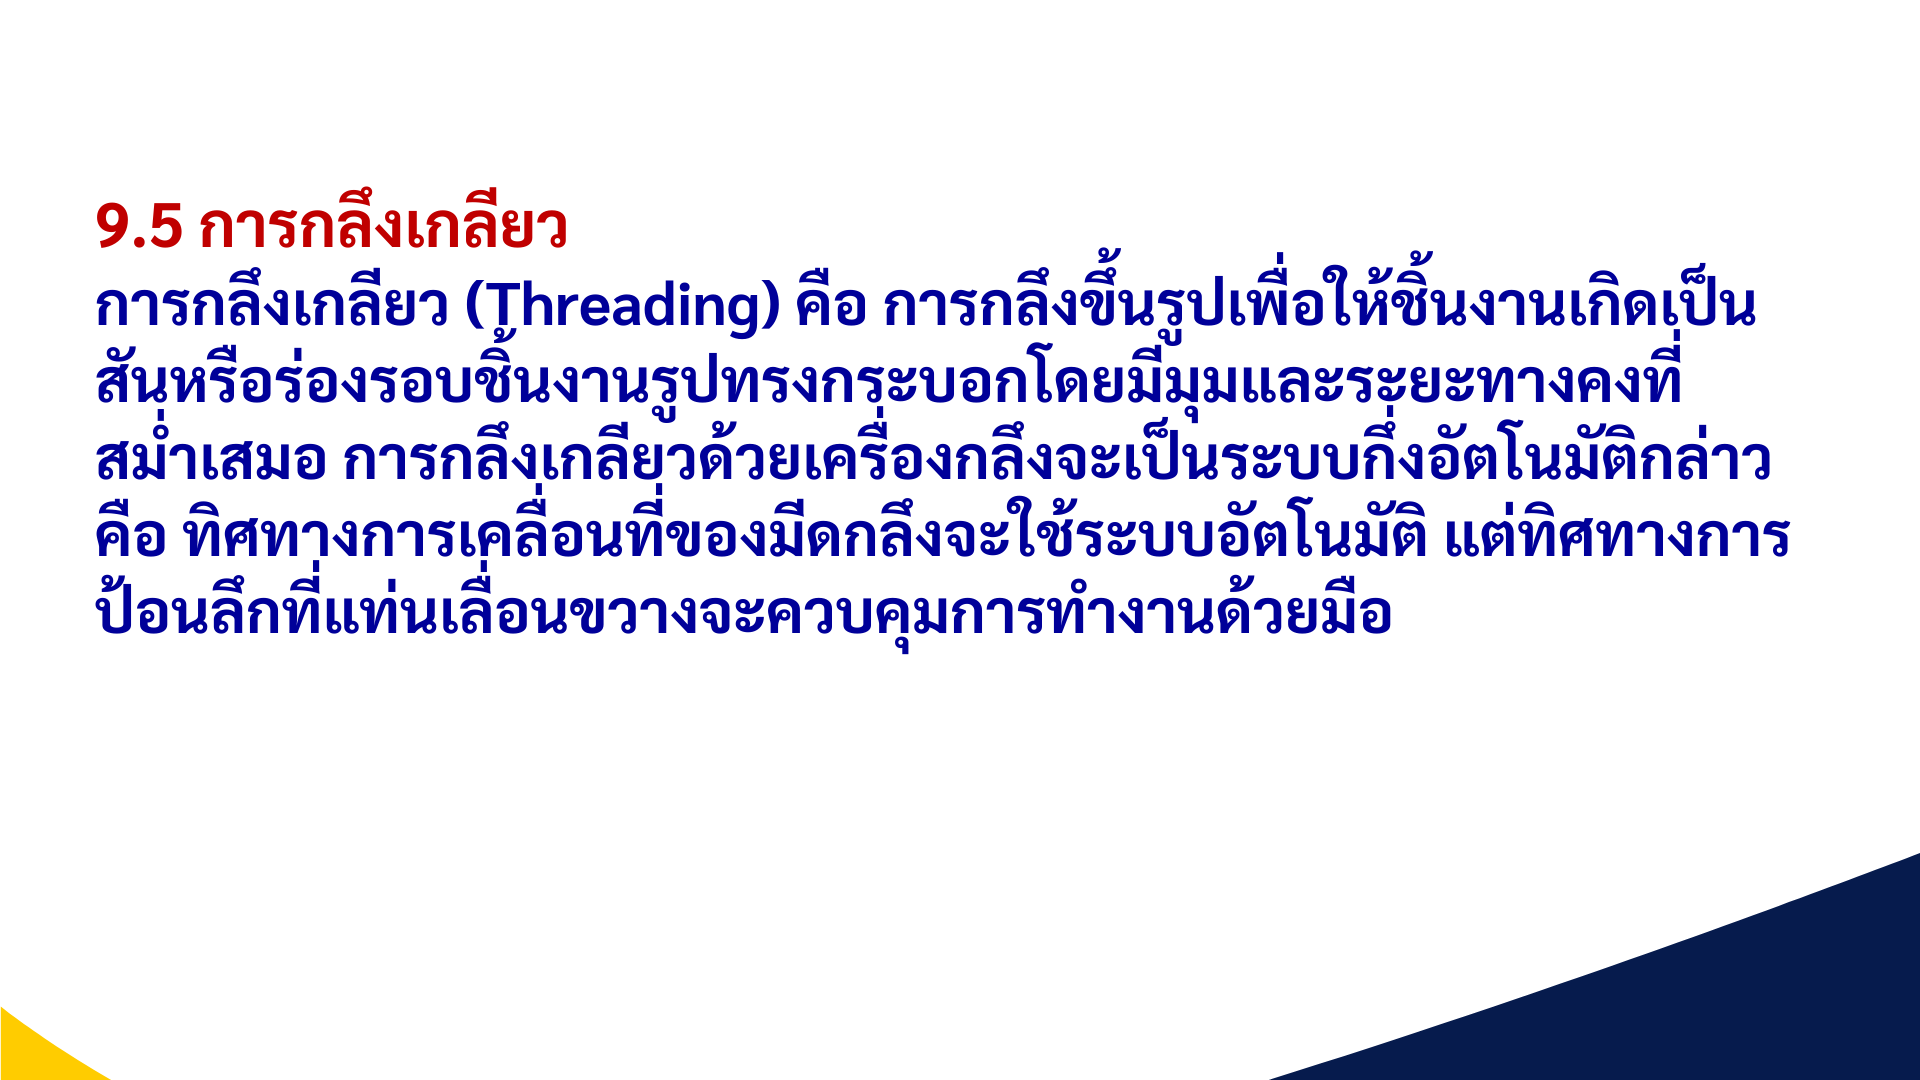 9.5 การกลึงเกลียว
การกลึงเกลียว (Threading) คือ การกลึงขึ้นรูปเพื่อให้ชิ้นงานเกิดเป็น
สันหรือร่องรอบชิ้นงานรูปทรงกระบอกโดยมีมุมและระยะทางคงที่
สม่ำเสมอ การกลึงเกลียวด้วยเครื่องกลึงจะเป็นระบบกึ่งอัตโนมัติกล่าว
คือ ทิศทางการเคลื่อนที่ของมีดกลึงจะใช้ระบบอัตโนมัติ แต่ทิศทางการ
ป้อนลึกที่แท่นเลื่อนขวางจะควบคุมการทำงานด้วยมือ